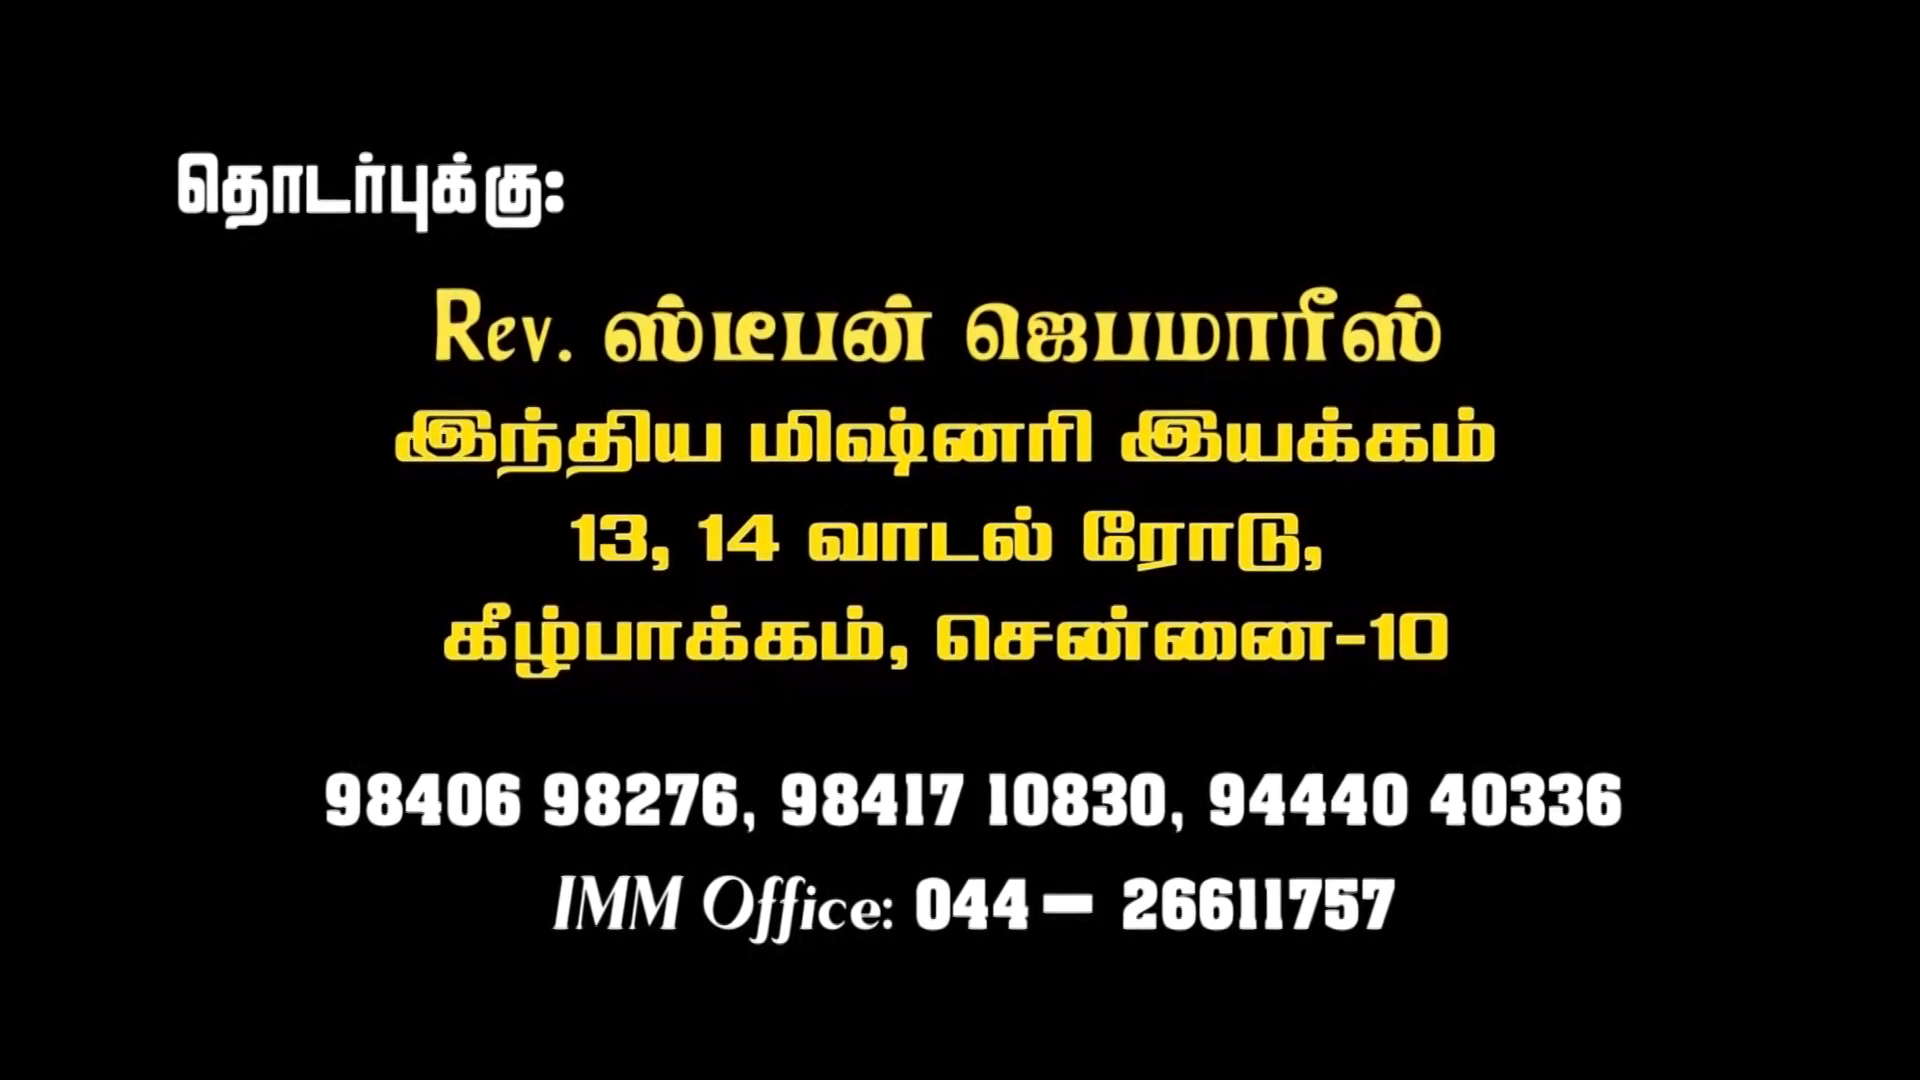 தொடர்புக்கு:
Rev. ஸ்டீபன் ஜெபமாரீஸ்
இந்திய மிஷ்னரி இயக்கம்
13, 14 வாடல் ரோடு,
கீழ்பாக்கம், சென்னை-10
98406 98276, 98417 10830, 94440 40336
IMM Office: 044 – 26611757